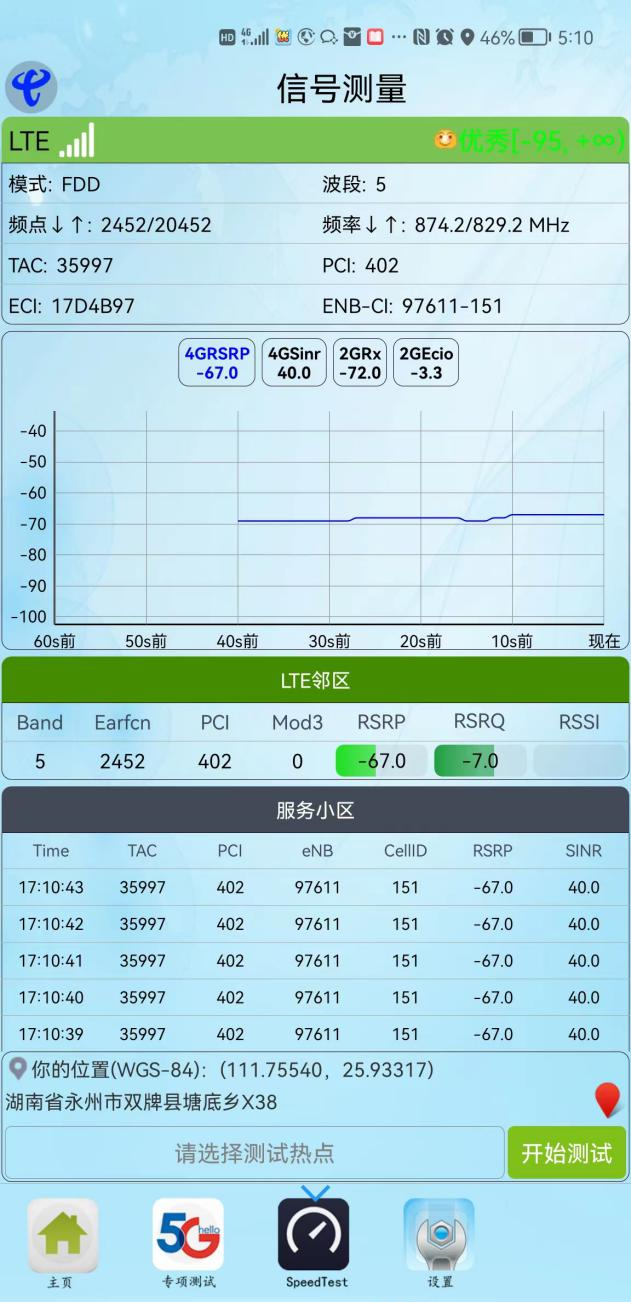 HD 4G 46% 5:10
信号测量
LTE 优秀[-95, +∞)
模式: FDD 波段: 5
频点↓↑: 2452/20452 频率↓↑: 874.2/829.2 MHz
TAC: 35997 PCI: 402
ECI: 17D4B97 ENB-CI: 97611-151
4GRSRP 4GSinr 2GRx 2GEcio
-67.0 40.0 -72.0 -3.3
-40
-50
-60
-70
-80
-90
-100
60s前 50s前 40s前 30s前 20s前 10s前 现在
LTE邻区
Band Earfcn PCI Mod3 RSRP RSRQ RSSI
5 2452 402 0 -67.0 -7.0
服务小区
Time TAC PCI eNB CellID RSRP SINR
17:10:43 35997 402 97611 151 -67.0 40.0
17:10:42 35997 402 97611 151 -67.0 40.0
17:10:41 35997 402 97611 151 -67.0 40.0
17:10:40 35997 402 97611 151 -67.0 40.0
17:10:39 35997 402 97611 151 -67.0 40.0
你的位置(WGS-84): (111.75540, 25.93317)
湖南省永州市双牌县塘底乡X38
请选择测试热点 开始测试
5G hello
主页 专项测试 SpeedTest 设置